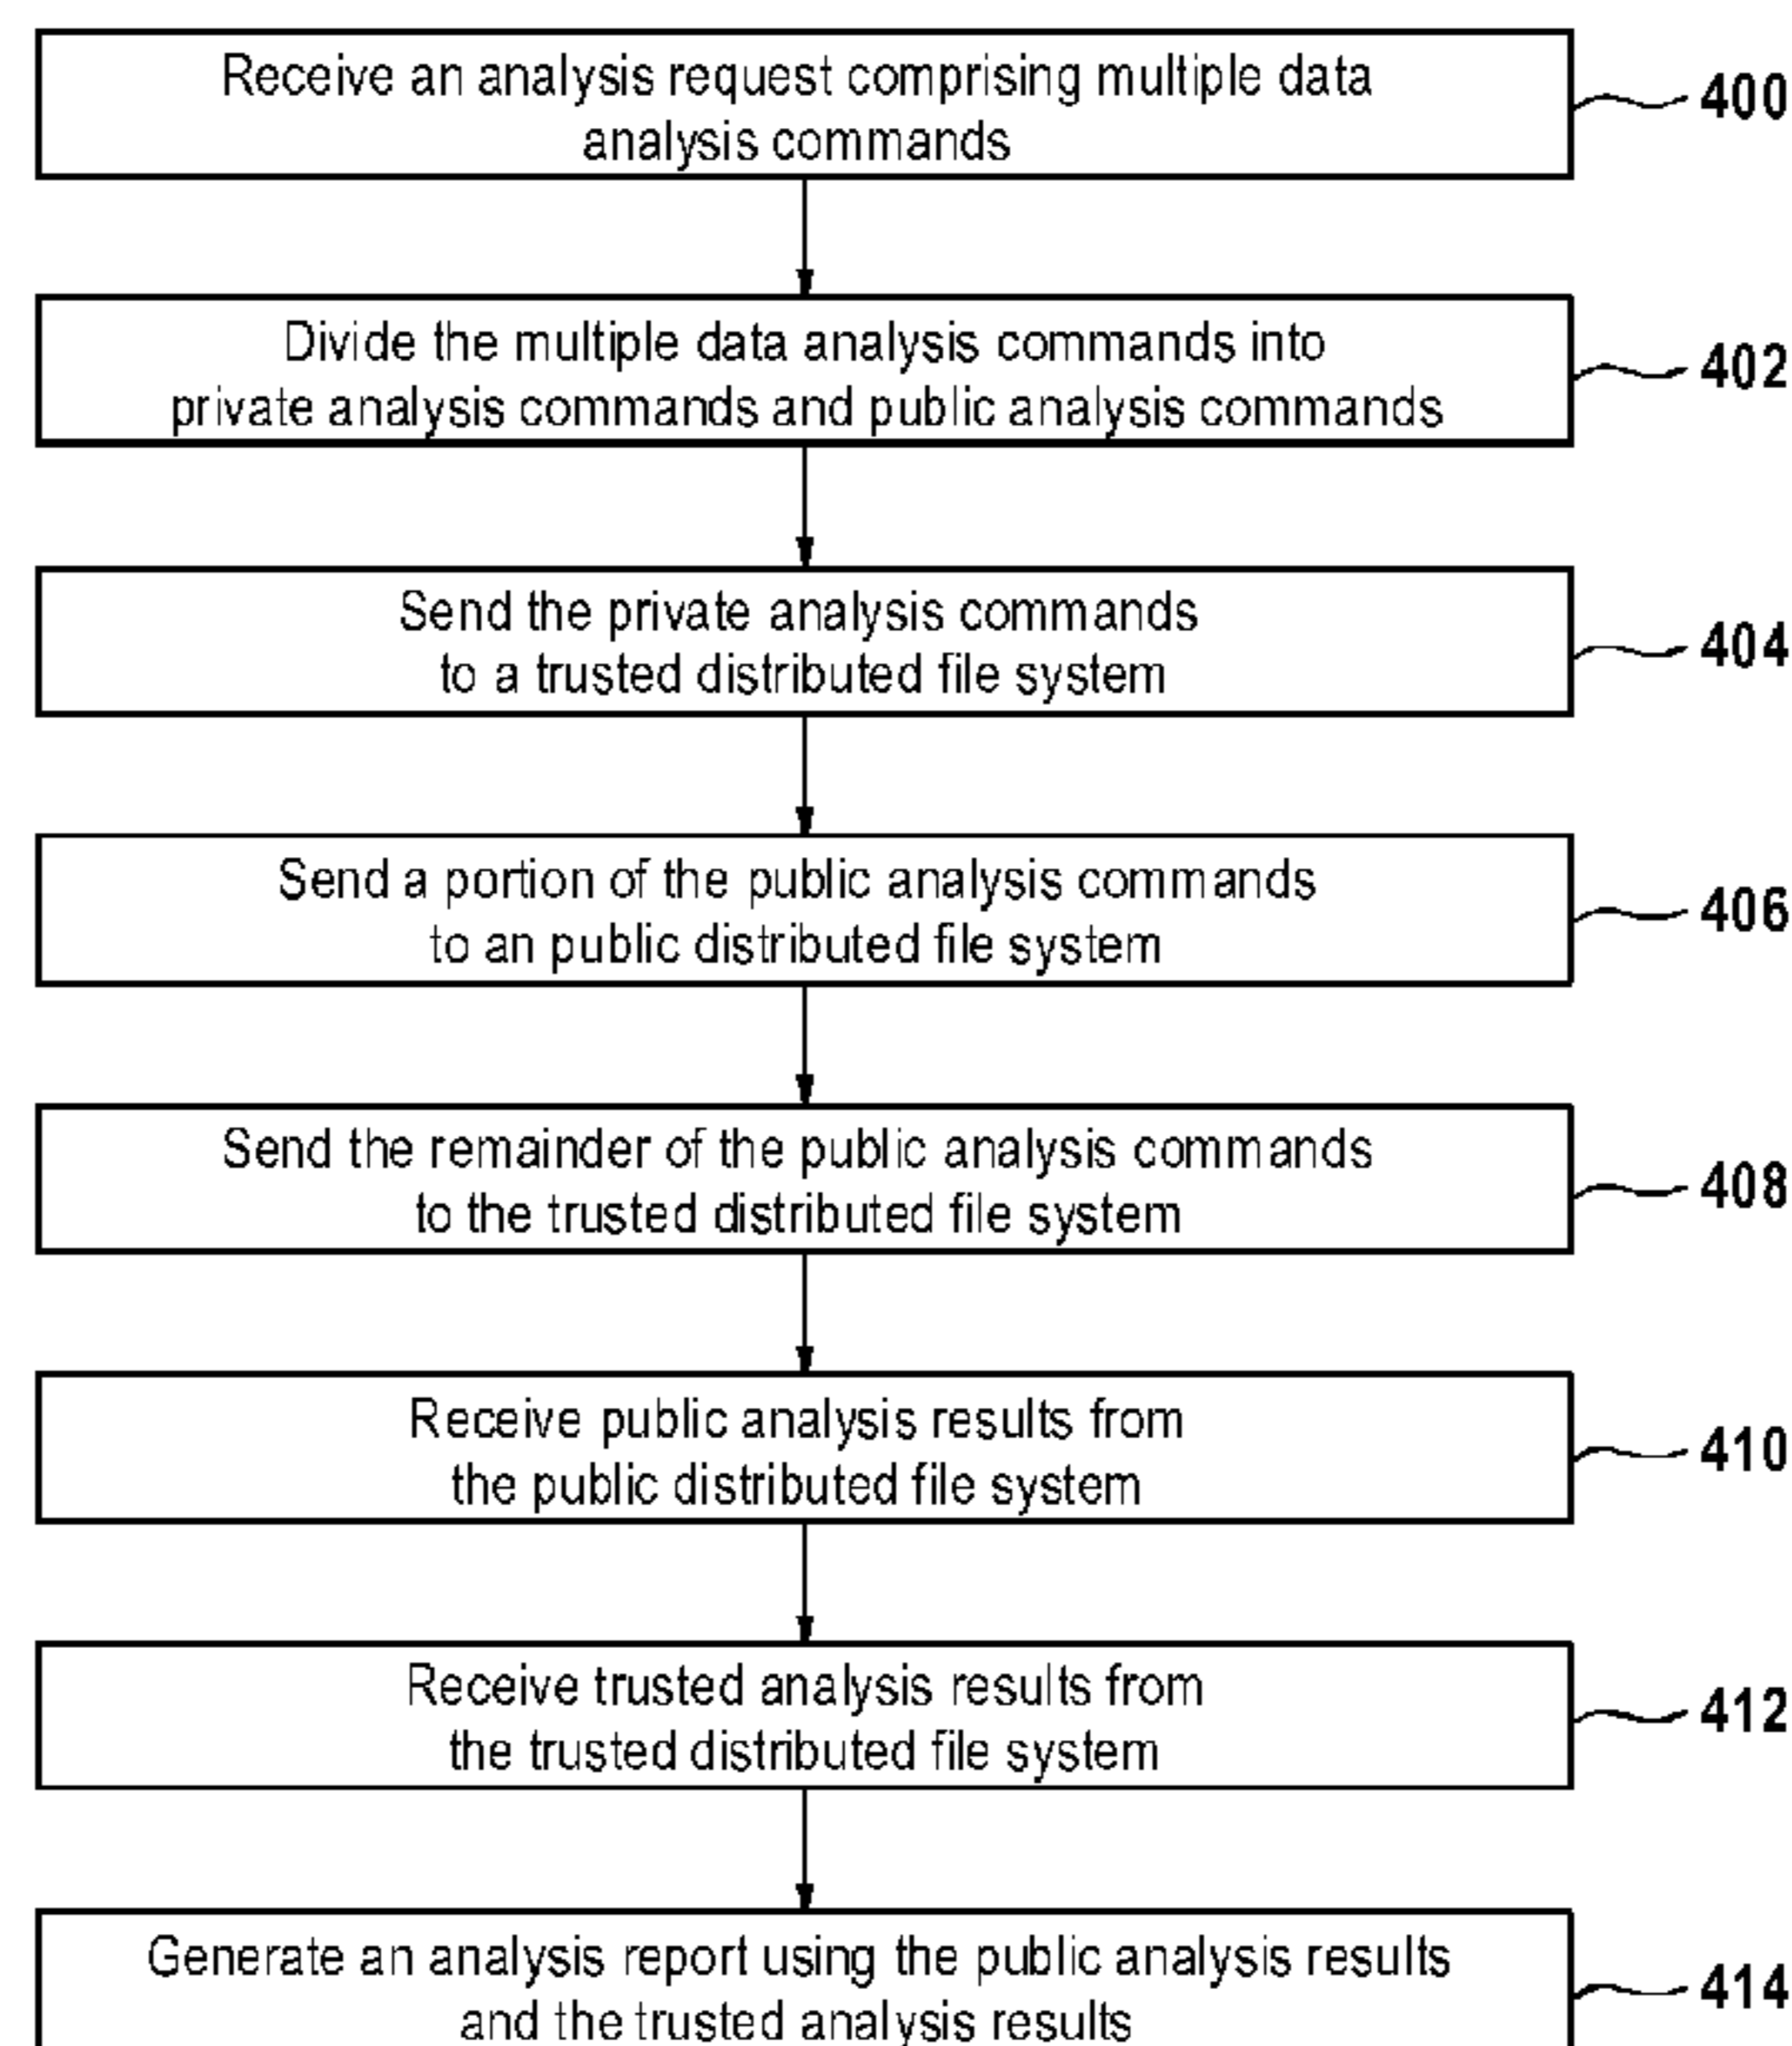 Receive an analysis request comprising multiple data
analysis commands
400
Divide the multiple data analysis commands into
private analysis commands and public analysis commands
402
Send the private analysis commands
to a trusted distributed file system
404
Send a portion of the public analysis commands
to an public distributed file system
406
Send the remainder of the public analysis commands
to the trusted distributed file system
408
Receive public analysis results from
the public distributed file system
410
Receive trusted analysis results from
the trusted distributed file system
412
Generate an analysis report using the public analysis results
and the trusted analysis results
414